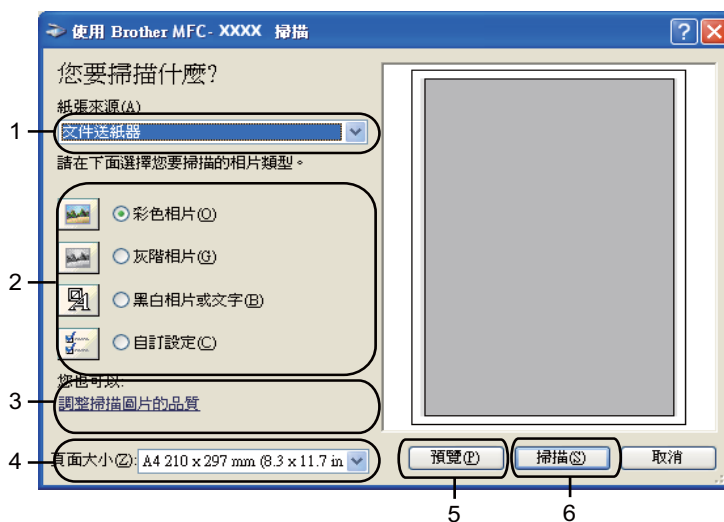 使用 Brother MFC- XXXX 掃描
您要掃描什麼?
紙張來源(A)
1
文件送紙器
請在下面選擇您要掃描的相片類型。
2
彩色相片(O)
灰階相片(G)
黑白相片或文字(B)
自訂設定(C)
您也可以:
3
調整掃描圖片的品質
4
頁面大小(Z): A4 210 x 297 mm (8.3 x 11.7 in
預覽(P)
掃描(S)
取消
5
6